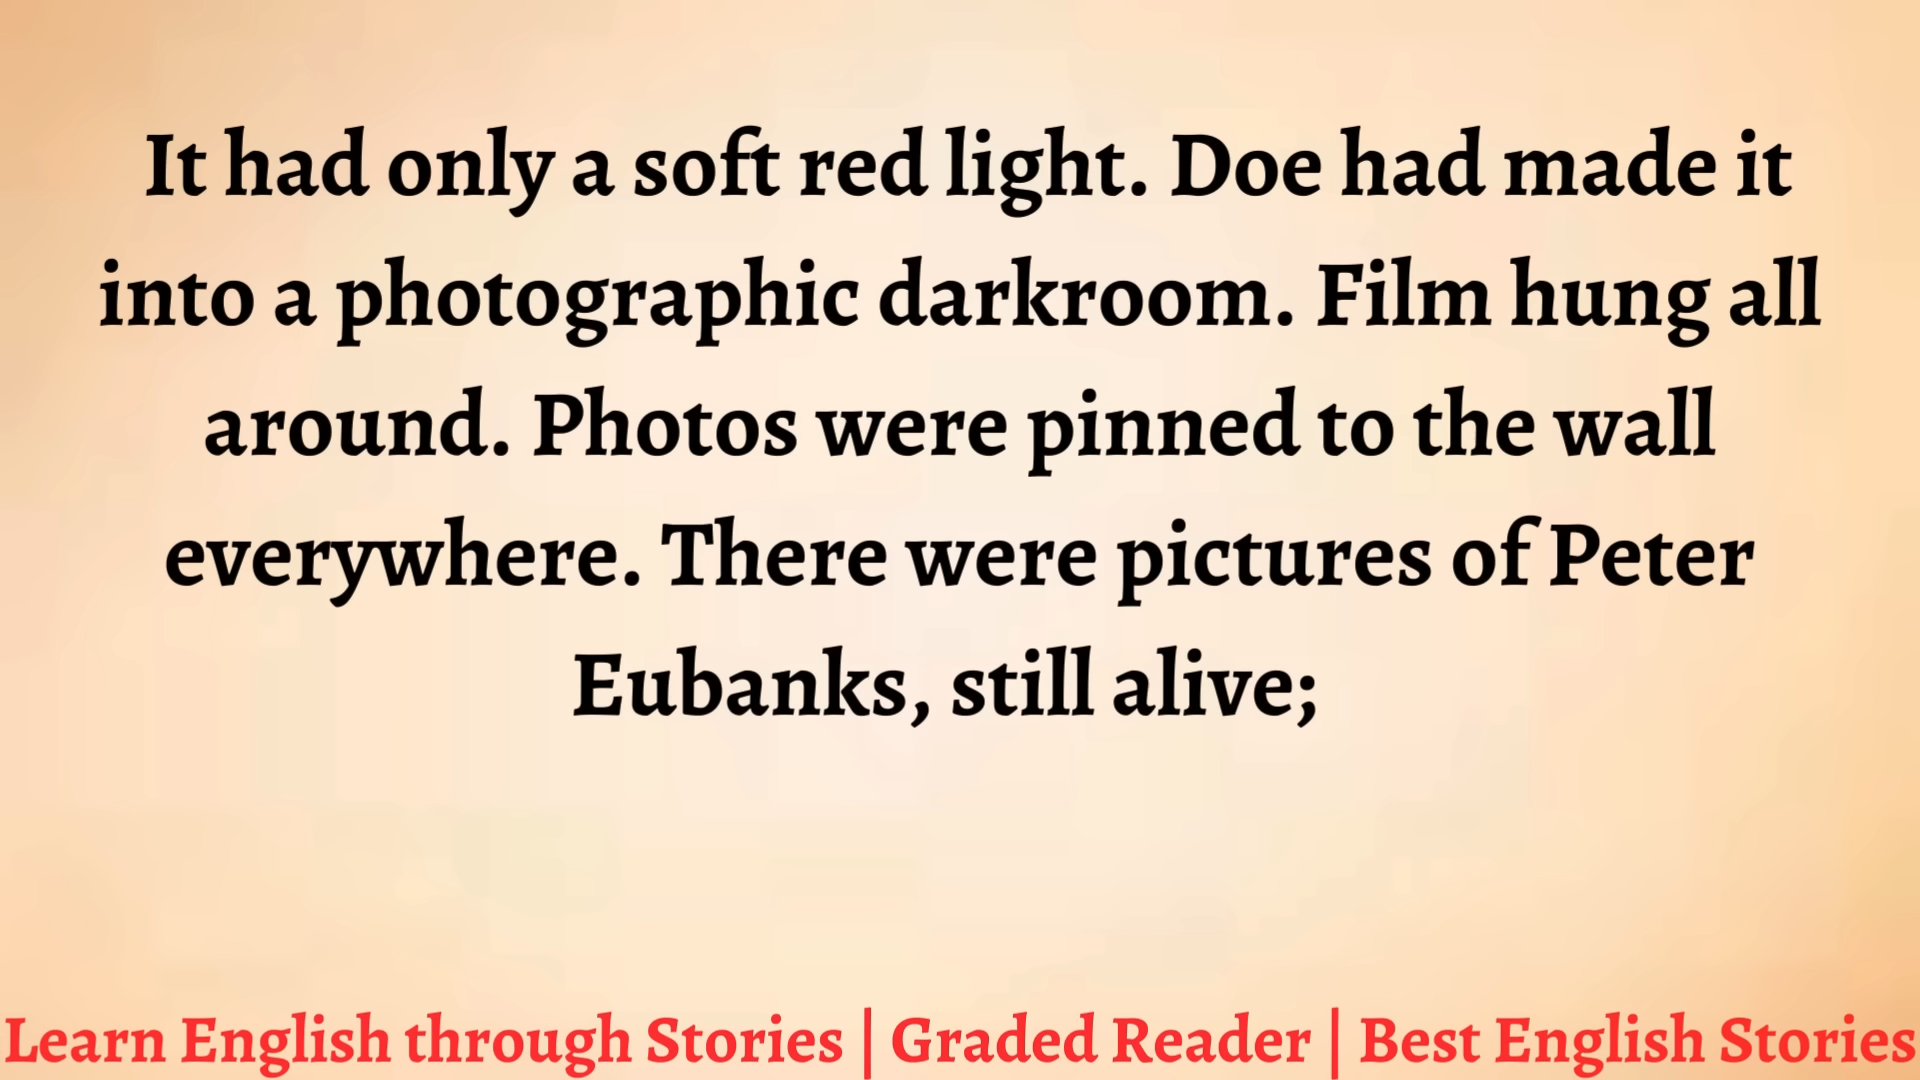 It had only a soft red light. Doe had made it
into a photographic darkroom. Film hung all
around. Photos were pinned to the wall
everywhere. There were pictures of Peter
Eubanks, still alive;
Learn English through Stories | Graded Reader | Best English Stories